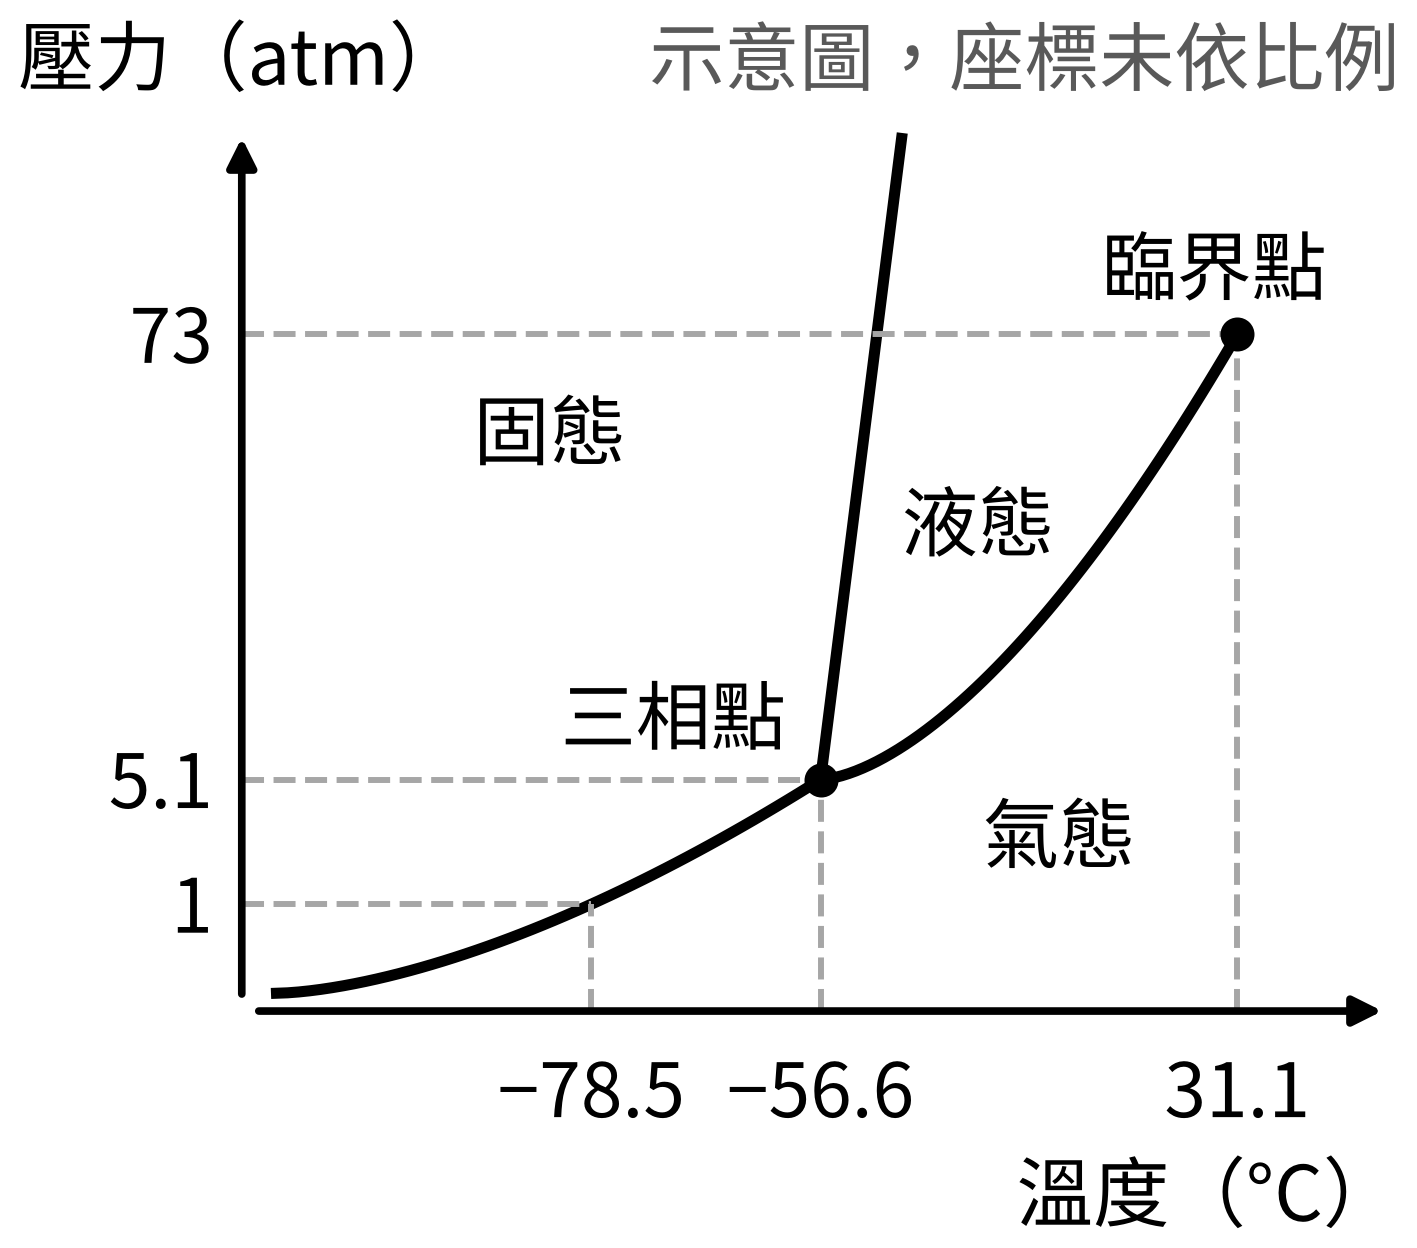 壓力（atm）
示意圖，座標未依比例
臨界點
73
固態
液態
三相點
5.1
氣態
1
−78.5
−56.6
31.1
溫度（°C）